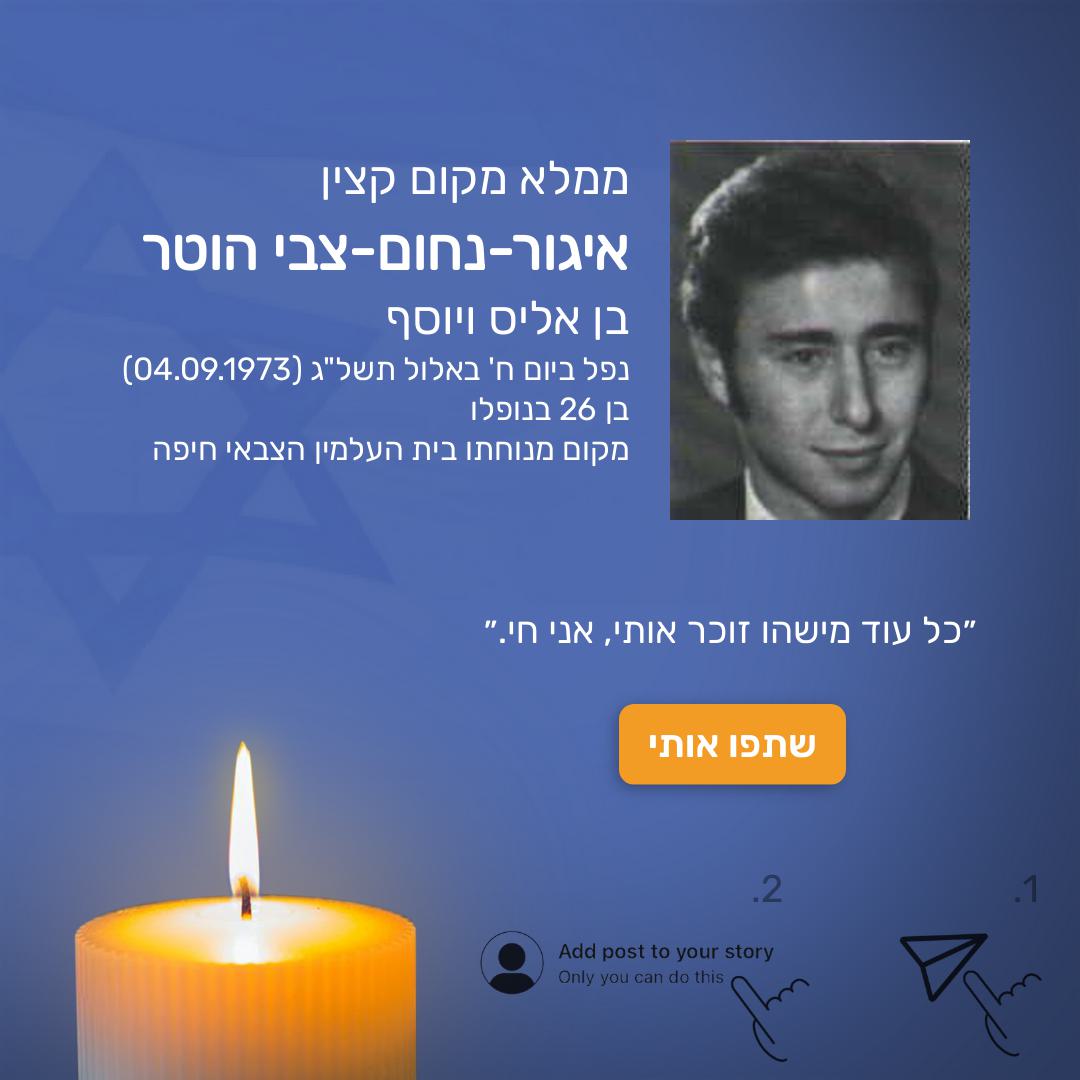 ממלא מקום קצין
איגור-נחום-צבי הוטר
בן אליס ויוסף
נפל ביום ח' באלול תשל"ג (04.09.1973)
בן 26 בנופלו
מקום מנוחתו בית העלמין הצבאי חיפה
״כל עוד מישהו זוכר אותי, אני חי.״
שתפו אותי
1.
2.
Add post to your story
Only you can do this